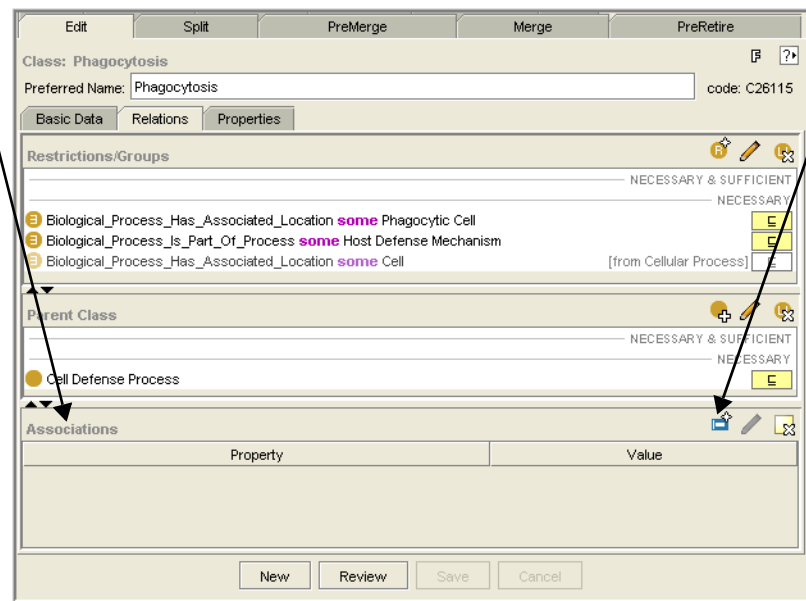 Edit Split PreMerge Merge PreRetire
Class: Phagocytosis
Preferred Name: Phagocytosis code: C26115
Basic Data Relations Properties
Restrictions/Groups
NECESSARY & SUFFICIENT
NECESSARY
Biological_Process_Has_Associated_Location some Phagocytic Cell
Biological_Process_Is_Part_Of_Process some Host Defense Mechanism
Biological_Process_Has_Associated_Location some Cell [from Cellular Process]
Parent Class
NECESSARY & SUFFICIENT
NECESSARY
Cell Defense Process
Associations
Property Value
New Review Save Cancel